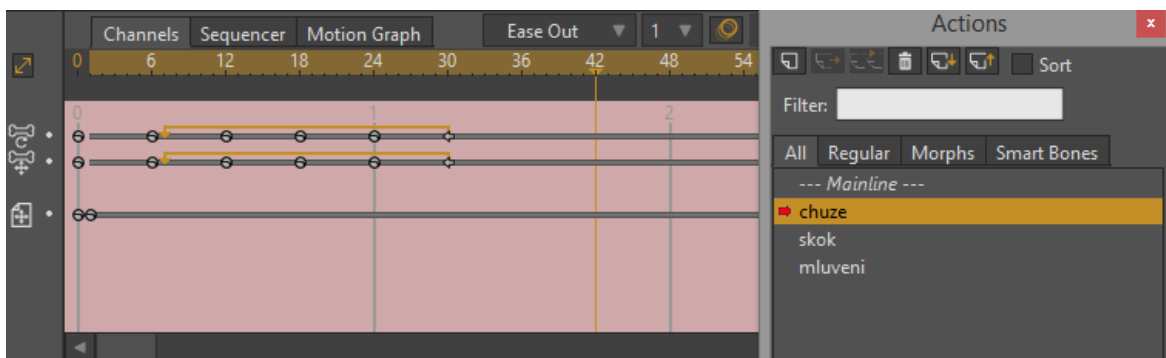 Channels Sequencer Motion Graph Ease Out 1
0 6 12 18 24 30 36 42 48 54
0 1 2
Actions x
Sort
Filter:
All Regular Morphs Smart Bones
--- Mainline ---
chuze
skok
mluveni